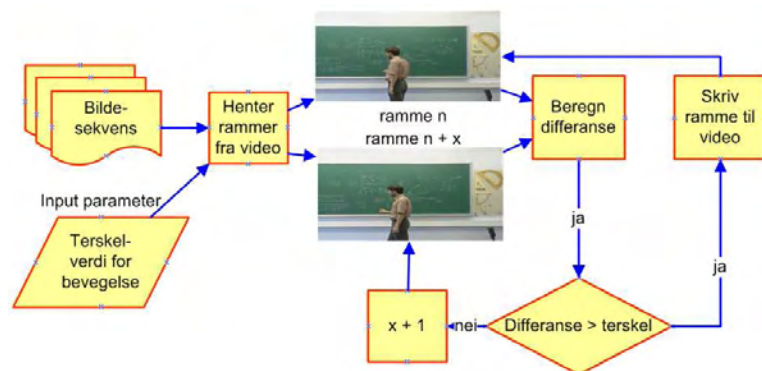 Bilde-
sekvens
Input parameter
Terskel-
verdi for
bevegelse
Henter
rammer
fra video
ramme n
ramme n + x
Beregn
differanse
Skriv
ramme til
video
ja
Differanse > terskel
ja
nei
x + 1